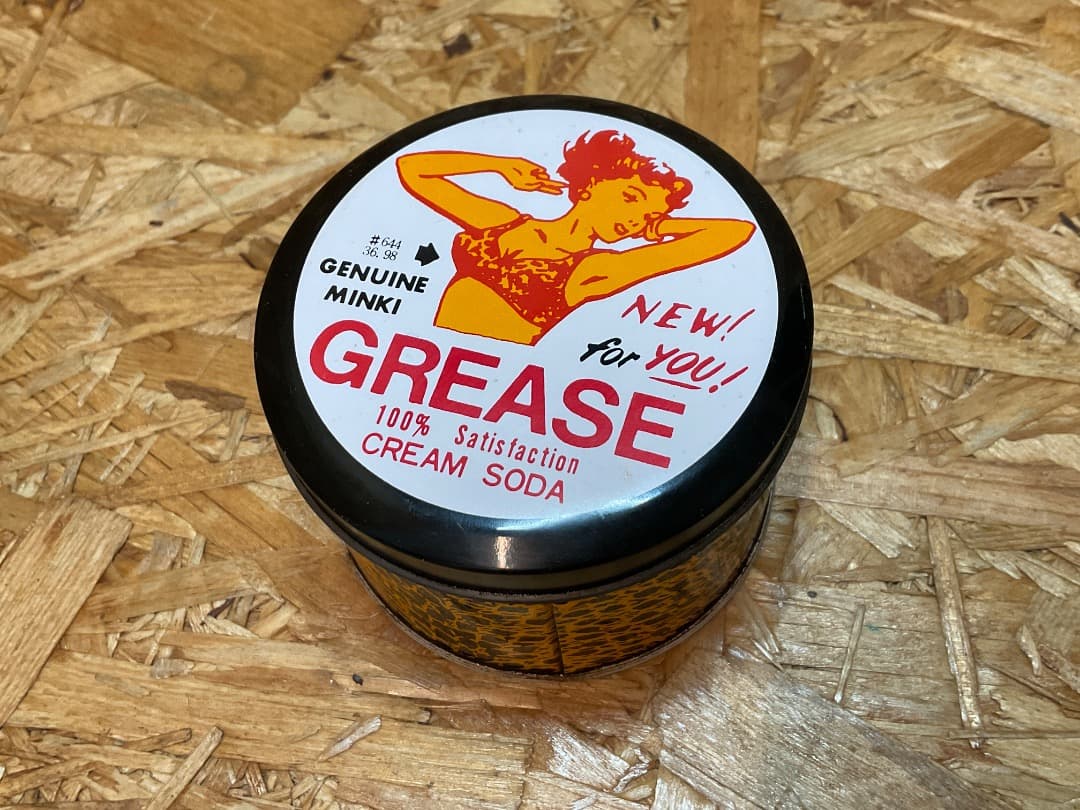 #644
36. 98
GENUINE
MINKI
NEW!
for YOU!
GREASE
100% Satisfaction
CREAM SODA